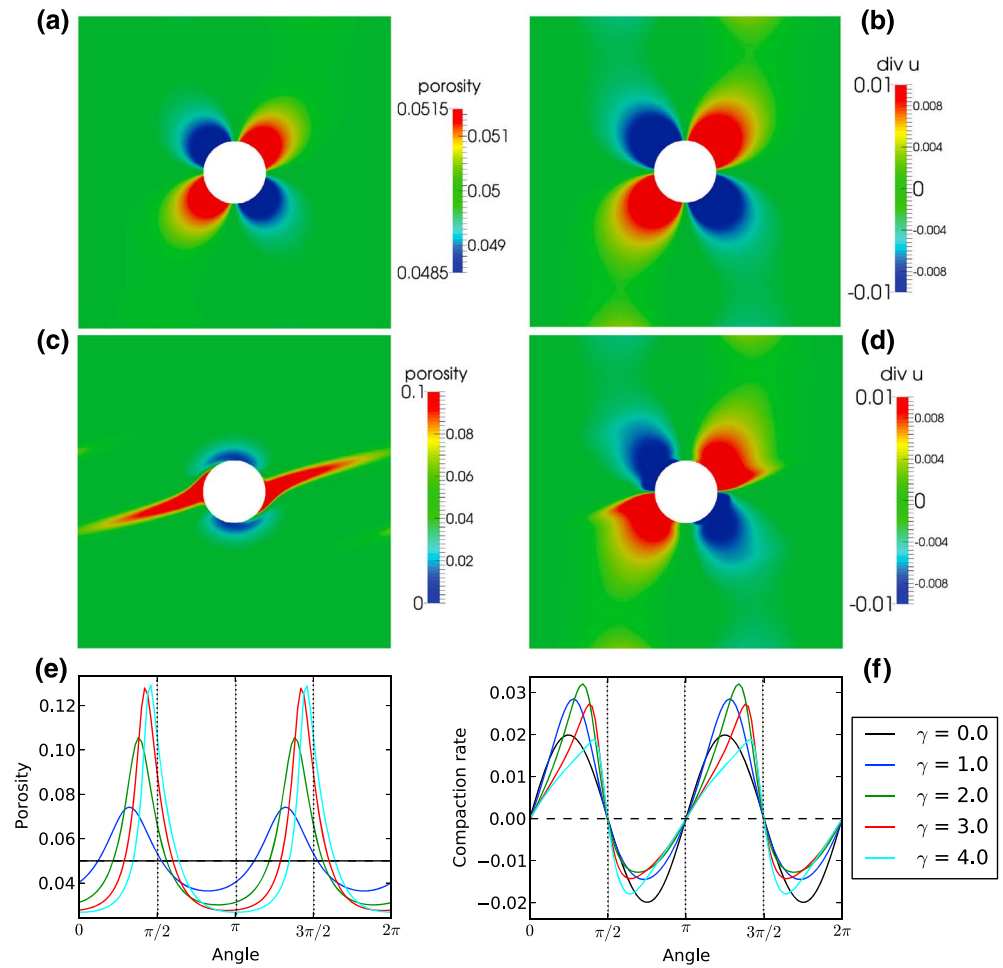 (a)
porosity
0.0515
0.051
0.05
0.049
0.0485
(b)
div u
0.01
0.008
0.004
0
-0.004
-0.008
-0.01
(c)
porosity
0.1
0.08
0.06
0.04
0.02
0
(d)
div u
0.01
0.008
0.004
0
-0.004
-0.008
-0.01
(e)
Porosity
0.12
0.10
0.08
0.06
0.04
0
π/2
π
3π/2
2π
Angle
(f)
Compaction rate
0.03
0.02
0.01
0.00
−0.01
−0.02
0
π/2
π
3π/2
2π
Angle
γ = 0.0
γ = 1.0
γ = 2.0
γ = 3.0
γ = 4.0